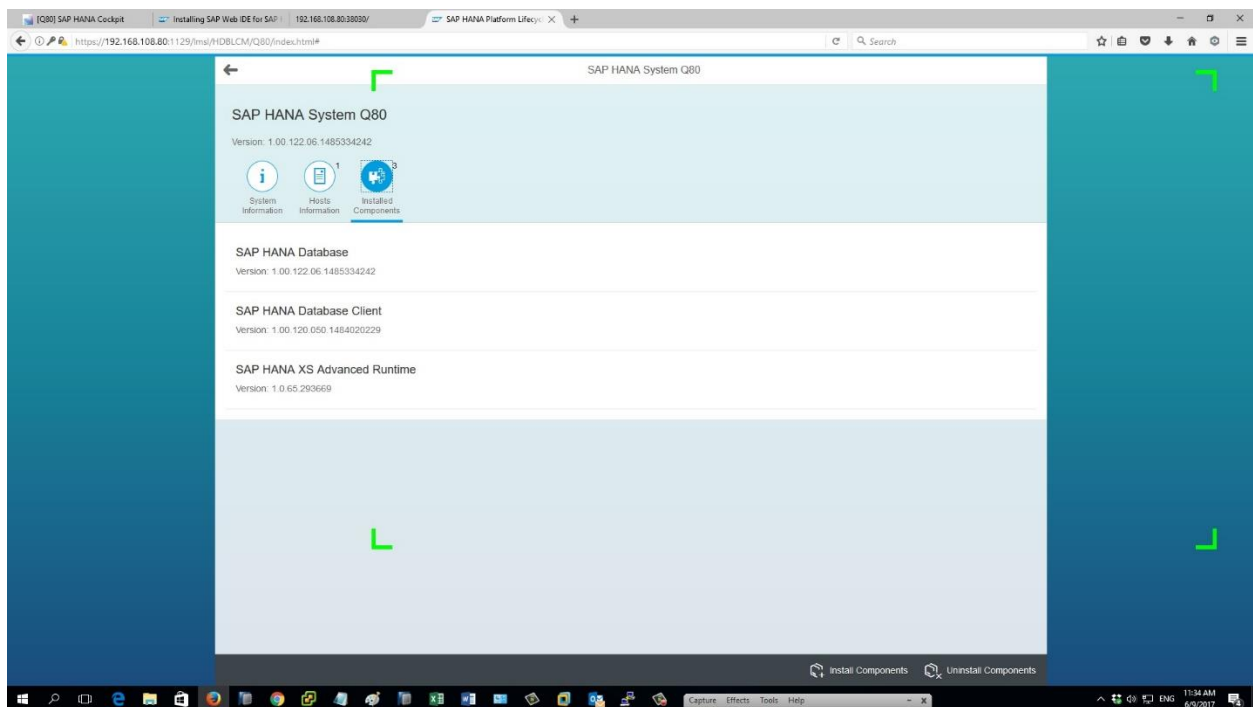 [Q80] SAP HANA Cockpit
Installing SAP Web IDE for SAP
192.168.108.80:38030/
SAP HANA Platform Lifecy
https://192.168.108.80:1129/lmsl/HDBLCM/Q80/index.html#
Search
SAP HANA System Q80
SAP HANA System Q80
Version: 1.00.122.06.1485334242
1
3
System Information
Hosts Information
Installed Components
SAP HANA Database
Version: 1.00.122.06.1485334242
SAP HANA Database Client
Version: 1.00.120.050.1484020229
SAP HANA XS Advanced Runtime
Version: 1.0.65.293669
Install Components
Uninstall Components
Capture Effects Tools Help
ENG
11:34 AM
6/9/2017